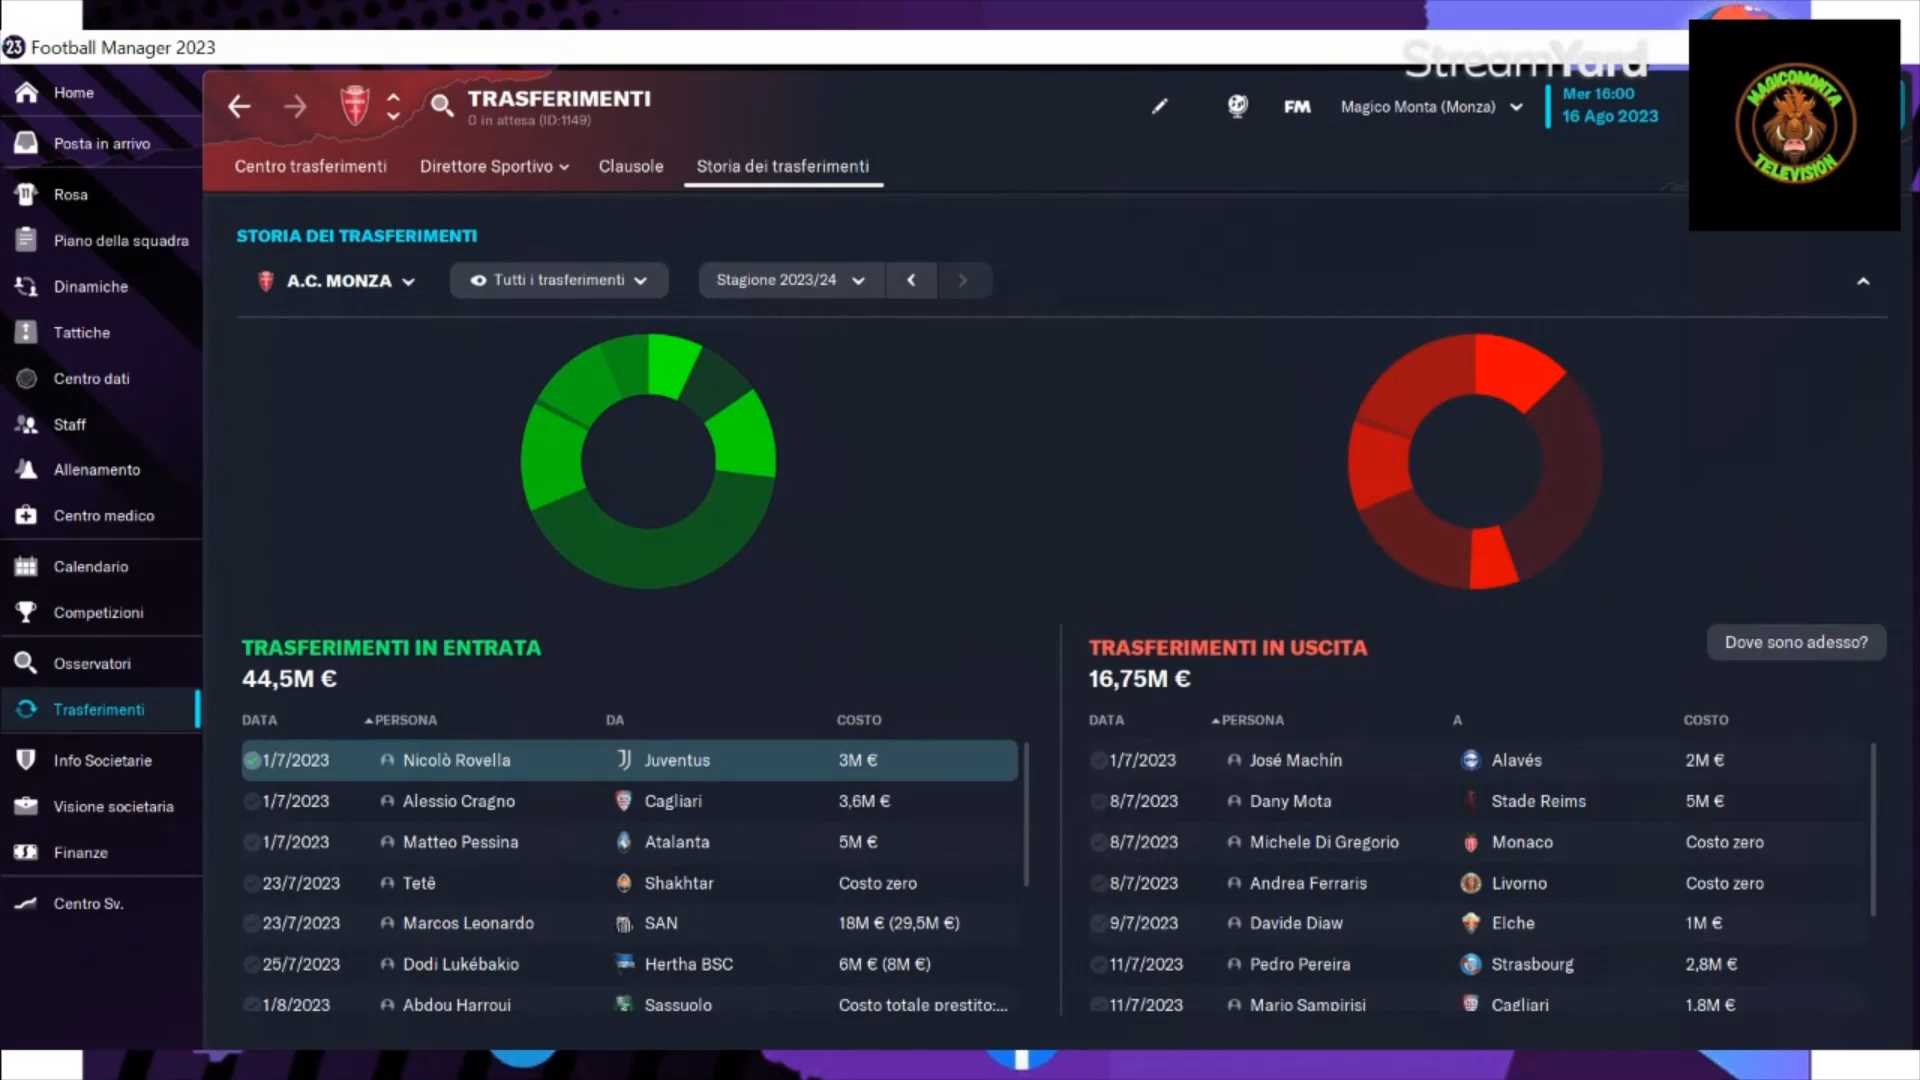 23 Football Manager 2023
StreamYard
MAGICOMONTA
TELEVISION
Home
Posta in arrivo
Rosa
Piano della squadra
Dinamiche
Tattiche
Centro dati
Staff
Allenamento
Centro medico
Calendario
Competizioni
Osservatori
Trasferimenti
Info Societarie
Visione societaria
Finanze
Centro Sv.
TRASFERIMENTI
0 in attesa (ID:1149)
FM
Magico Monta (Monza)
Mer 16:00
16 Ago 2023
Centro trasferimenti Direttore Sportivo Clausole Storia dei trasferimenti
STORIA DEI TRASFERIMENTI
A.C. MONZA Tutti i trasferimenti Stagione 2023/24
TRASFERIMENTI IN ENTRATA
44,5M €
DATA PERSONA DA COSTO
1/7/2023 Nicolò Rovella Juventus 3M €
1/7/2023 Alessio Cragno Cagliari 3,6M €
1/7/2023 Matteo Pessina Atalanta 5M €
23/7/2023 Tetê Shakhtar Costo zero
23/7/2023 Marcos Leonardo SAN 18M € (29,5M €)
25/7/2023 Dodi Lukébakio Hertha BSC 6M € (8M €)
1/8/2023 Abdou Harroui Sassuolo Costo totale prestito:...
TRASFERIMENTI IN USCITA
16,75M €
Dove sono adesso?
DATA PERSONA A COSTO
1/7/2023 José Machín Alavés 2M €
8/7/2023 Dany Mota Stade Reims 5M €
8/7/2023 Michele Di Gregorio Monaco Costo zero
8/7/2023 Andrea Ferraris Livorno Costo zero
9/7/2023 Davide Diaw Elche 1M €
11/7/2023 Pedro Pereira Strasbourg 2,8M €
11/7/2023 Mario Sampirisi Cagliari 1.8M €